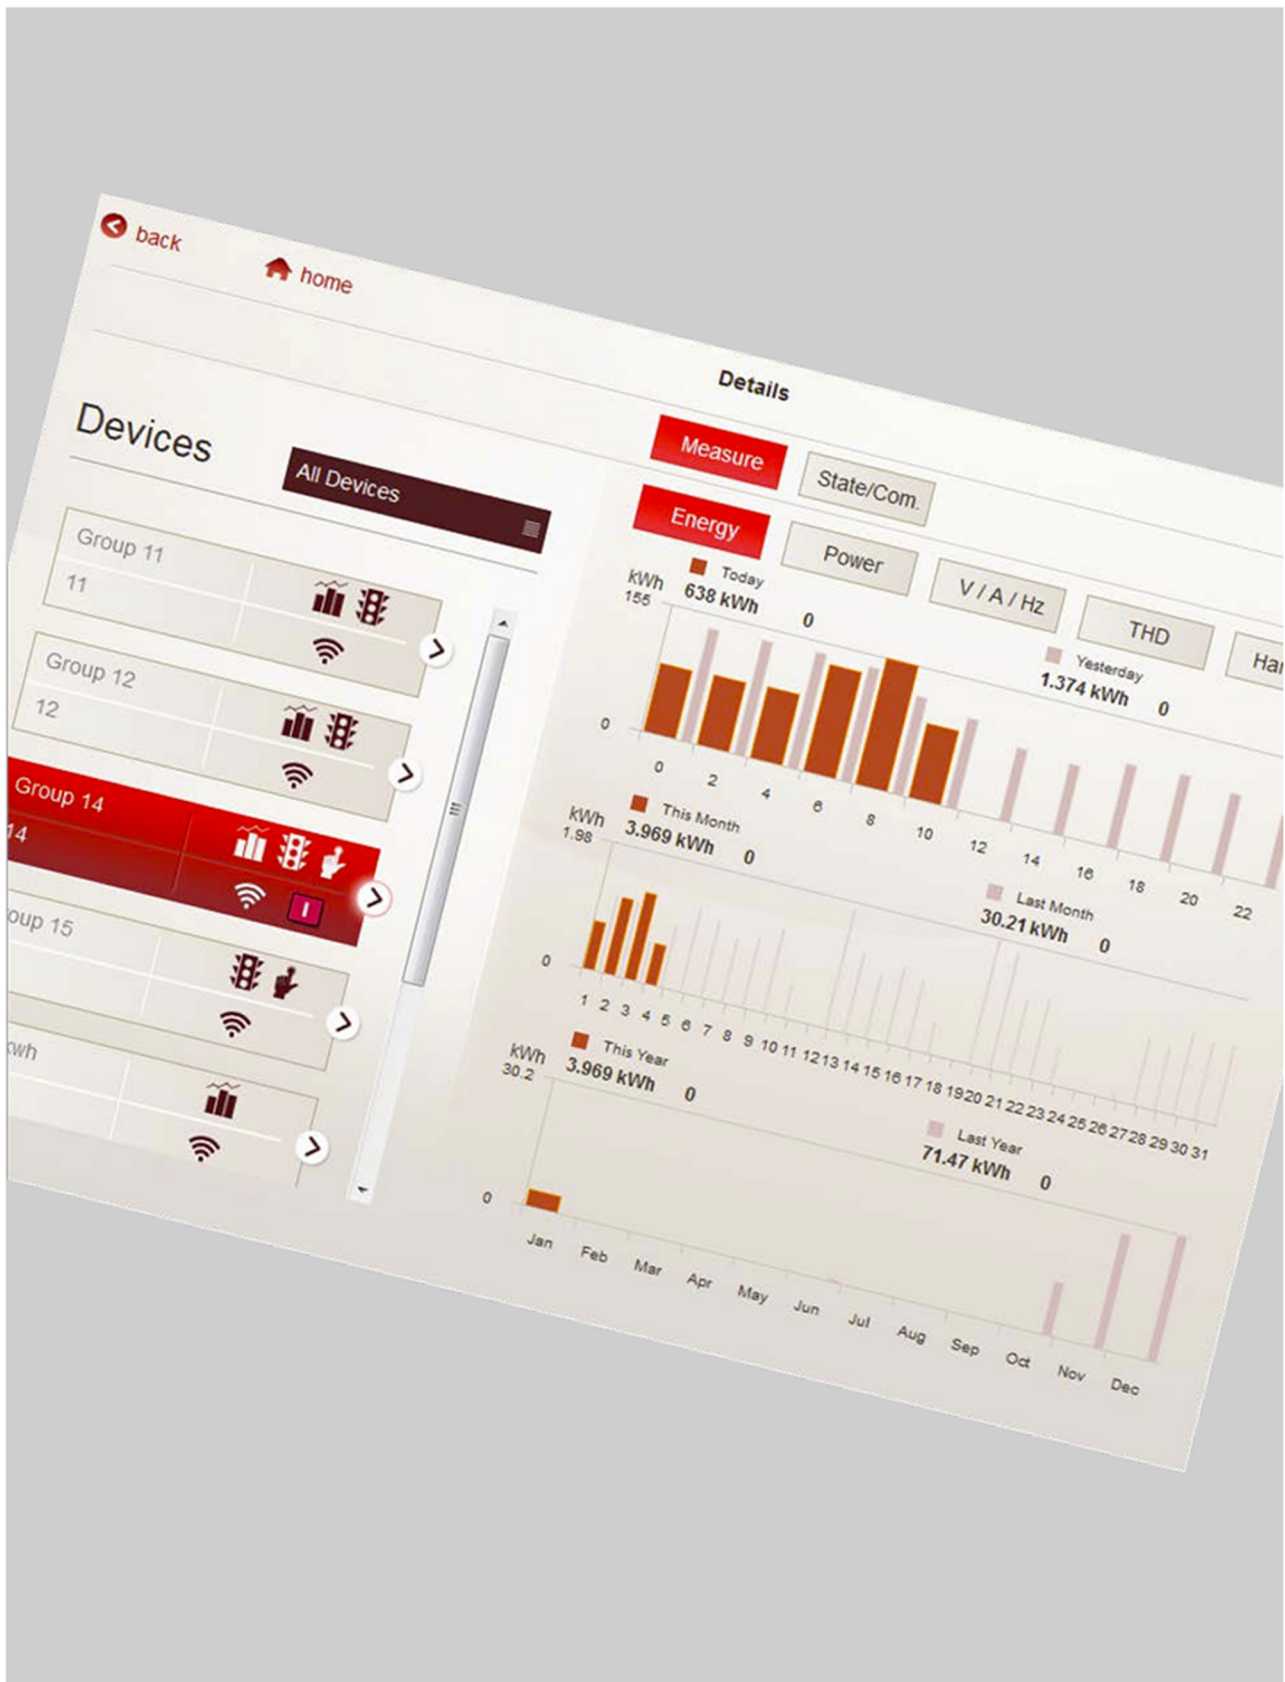 back
home
Details
Devices
All Devices
Measure
State/Com.
Energy
Power
V / A / Hz
THD
Har
Group 11
11
Group 12
12
Group 14
14
oup 15
kwh
kWh
155
Today
638 kWh
0
Yesterday
1.374 kWh
0
0
0 2 4 6 8 10 12 14 16 18 20 22
kWh
1.98
This Month
3.969 kWh
0
Last Month
30.21 kWh
0
0
1 2 3 4 5 6 7 8 9 10 11 12 13 14 15 16 17 18 19 20 21 22 23 24 25 26 27 28 29 30 31
kWh
30.2
This Year
3.969 kWh
0
Last Year
71.47 kWh
0
0
Jan Feb Mar Apr May Jun Jul Aug Sep Oct Nov Dec